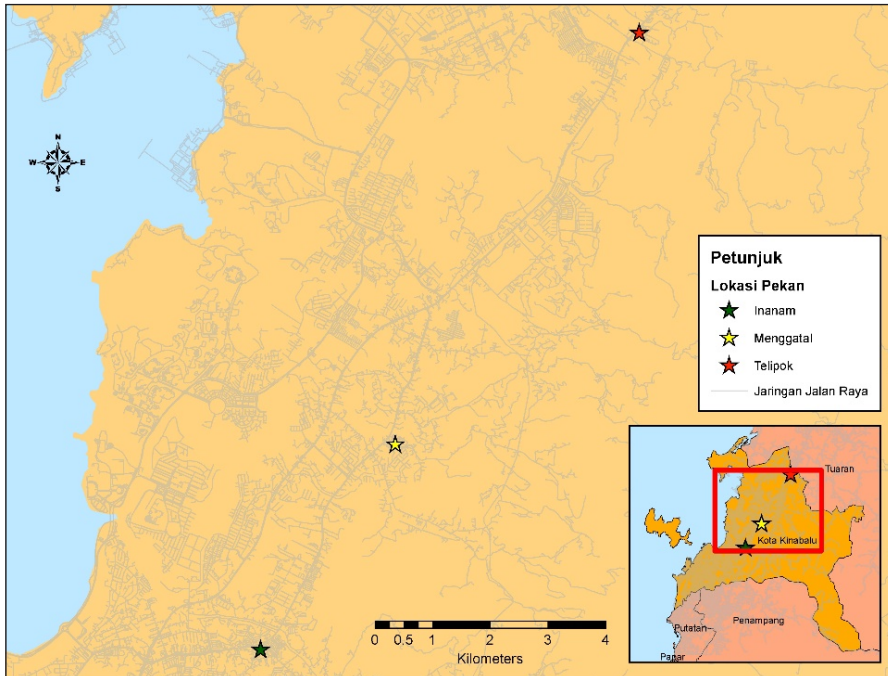 N
W E
S
Petunjuk
Lokasi Pekan
Inanam
Menggatal
Telipok
Jaringan Jalan Raya
Tuaran
Kota Kinabalu
Penampang
Putatan
Papar
0 0.5 1 2 3 4
Kilometers